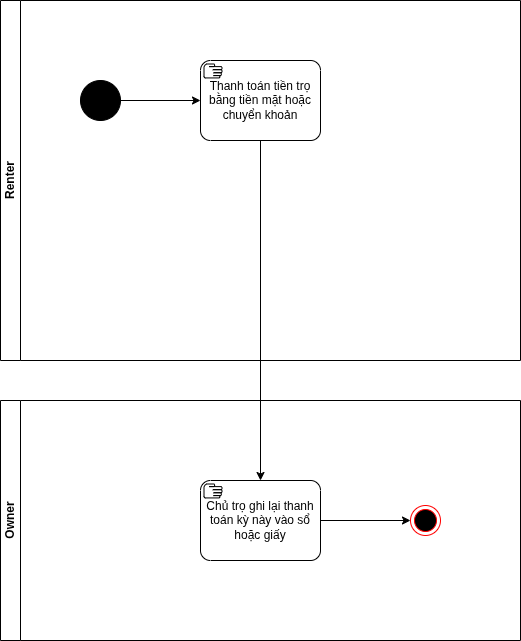 Renter
Thanh toán tiền trọ
bằng tiền mặt hoặc
chuyển khoản
Owner
Chủ trọ ghi lại thanh
toán kỳ này vào sổ
hoặc giấy